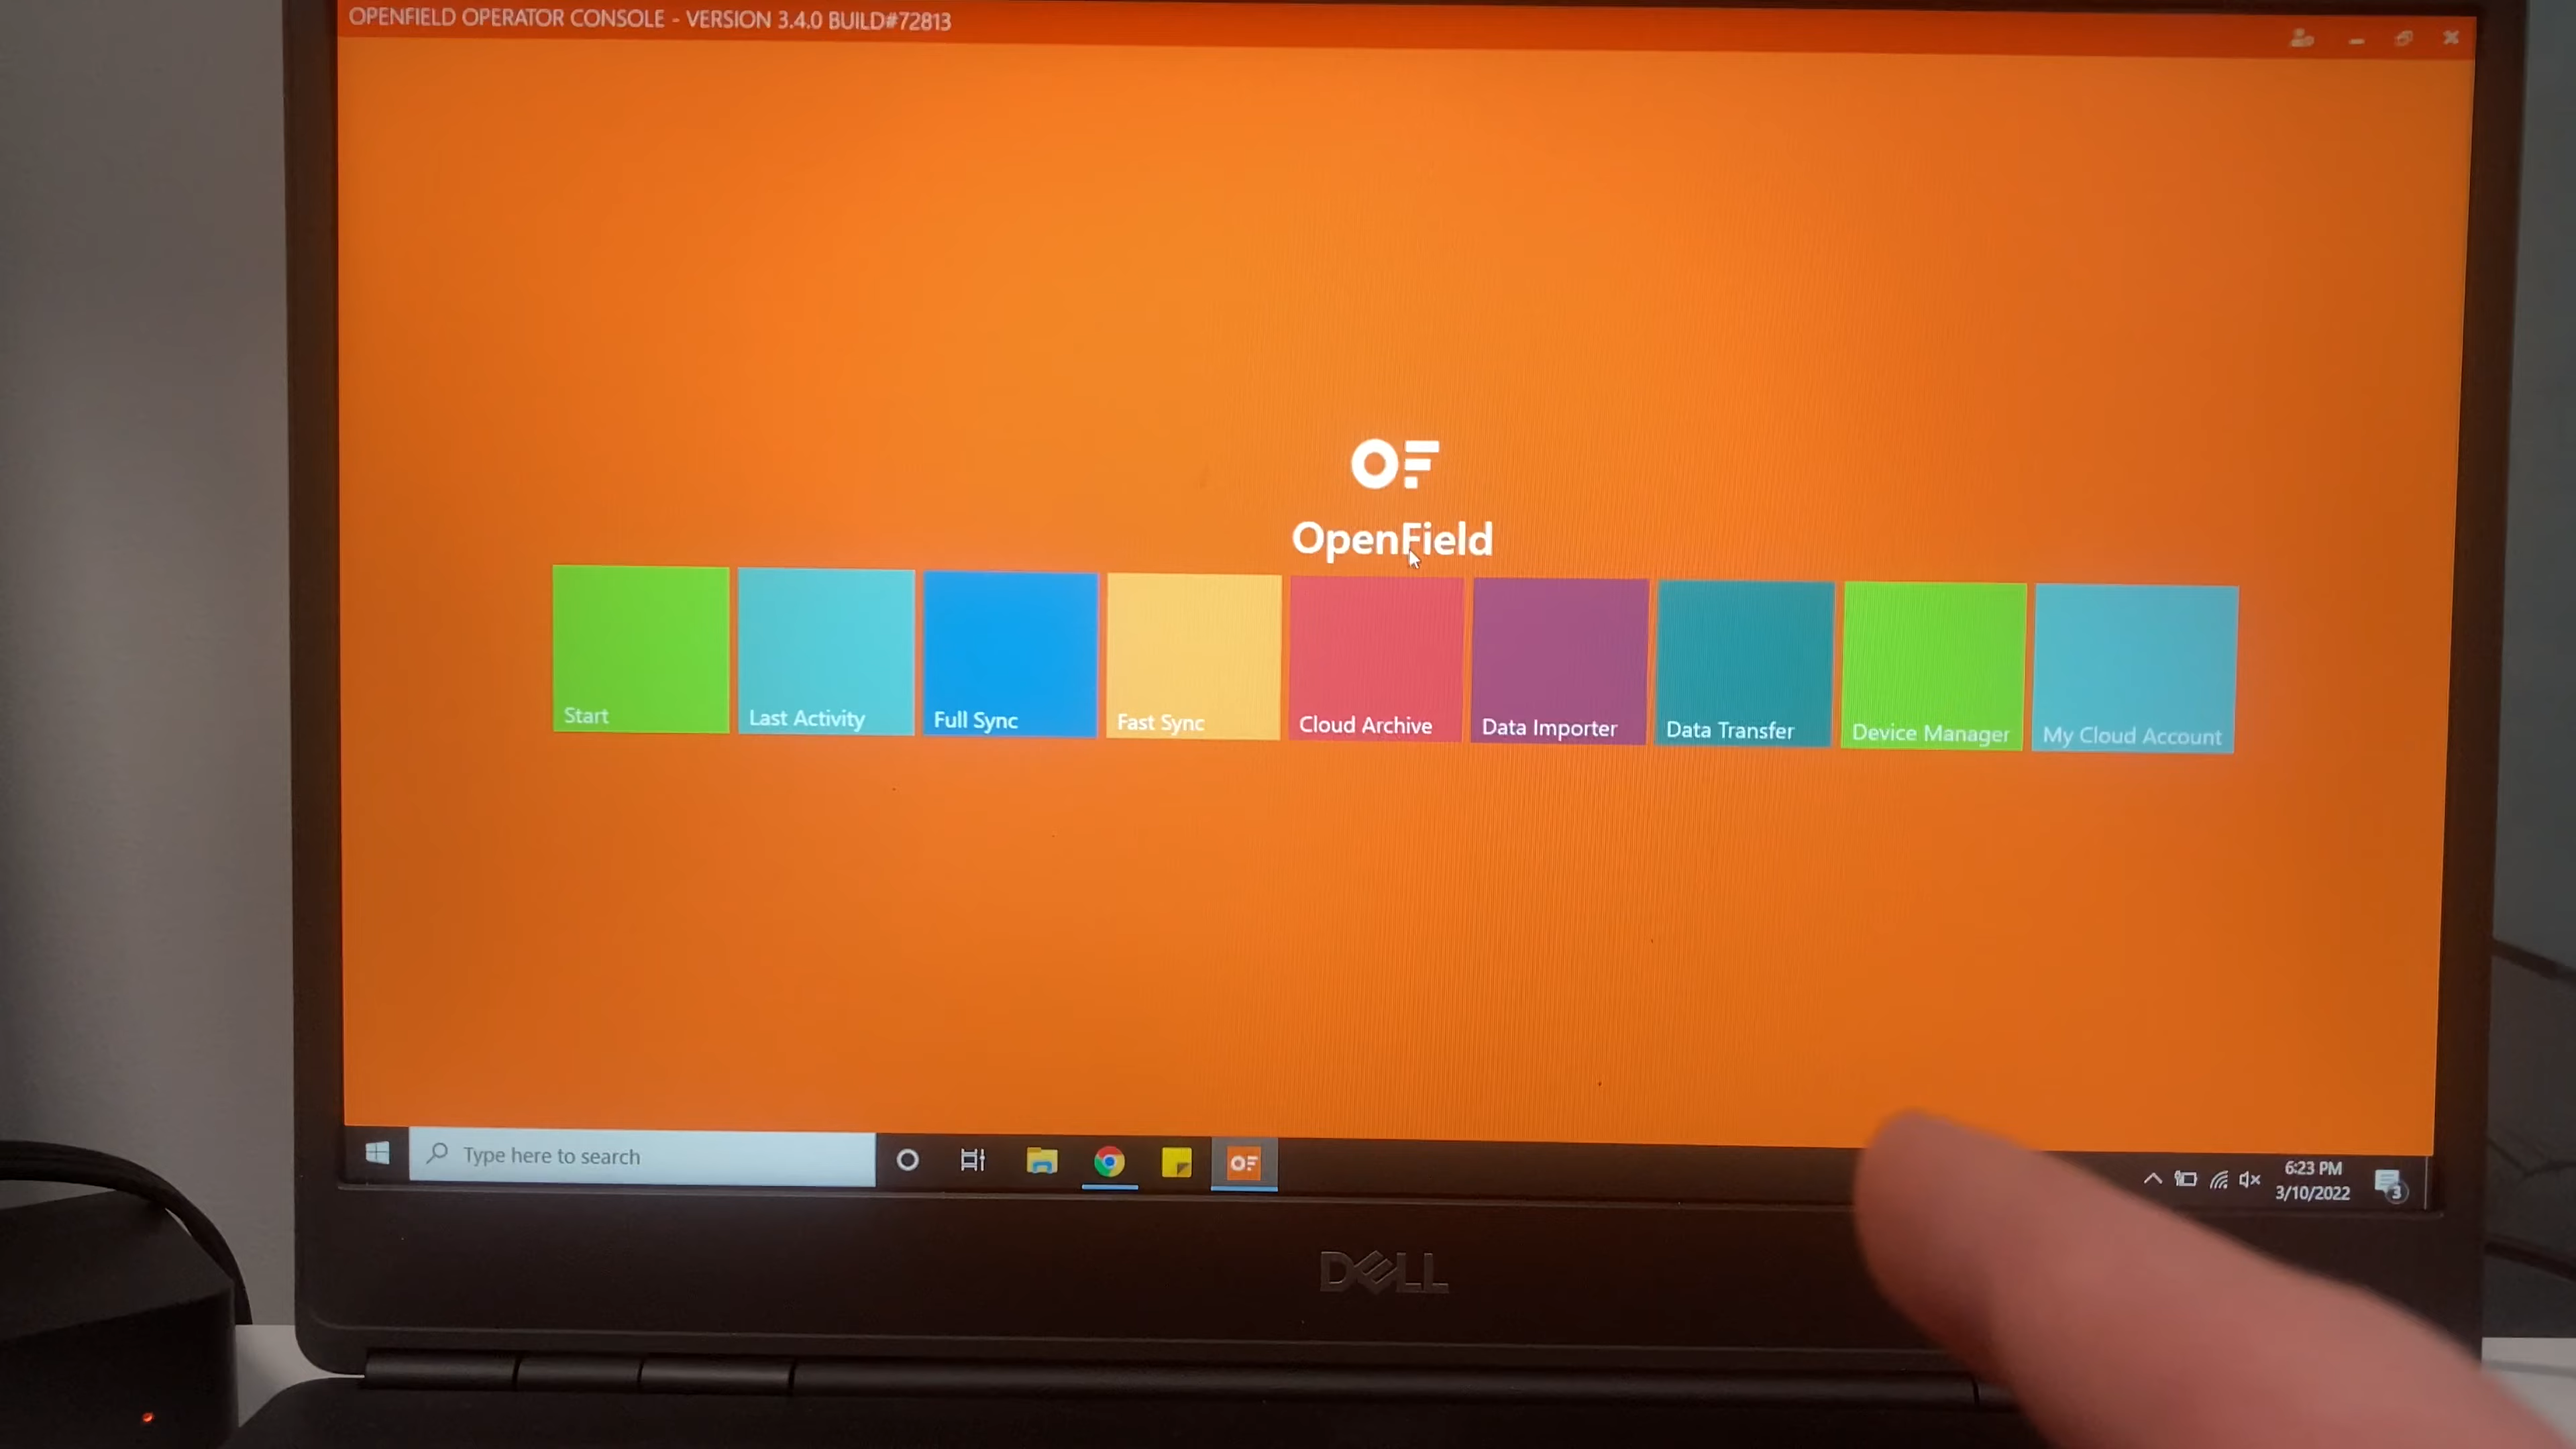 OPENFIELD OPERATOR CONSOLE - VERSION 3.4.0 BUILD#72813
OF
OpenField
Start
Last Activity
Full Sync
Fast Sync
Cloud Archive
Data Importer
Data Transfer
Device Manager
My Cloud Account
Type here to search
OF
6:23 PM
3/10/2022
3
DELL